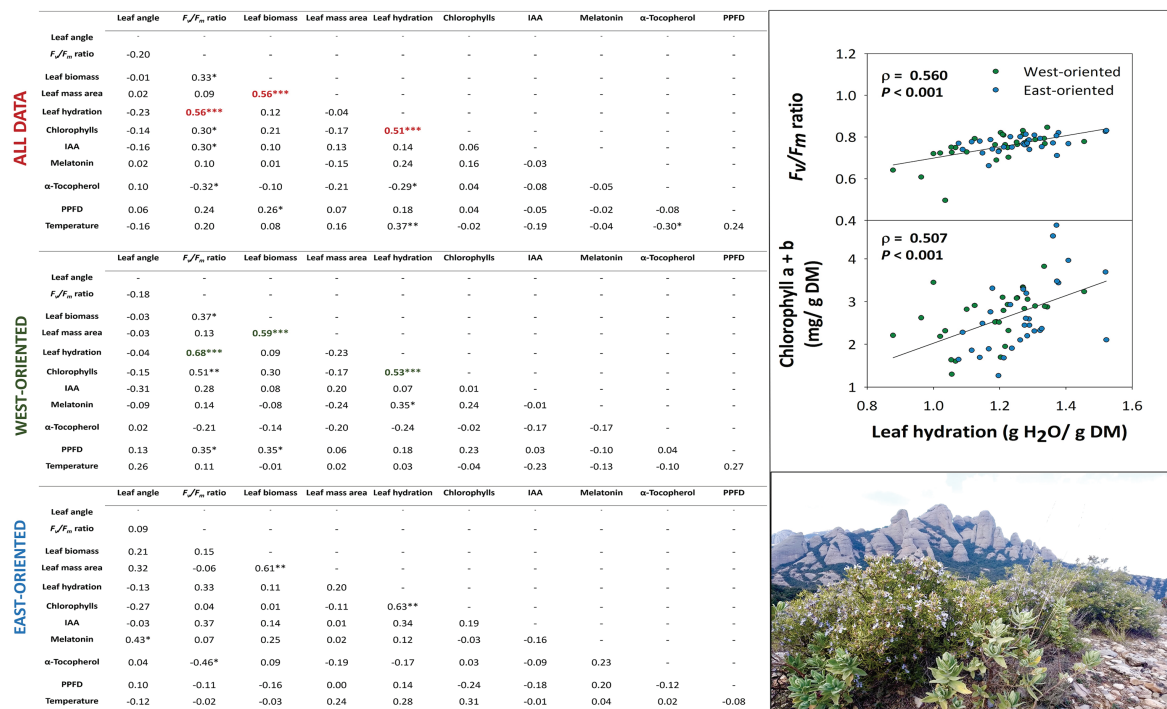 ALL DATA
Leaf angle Fv/Fm ratio Leaf biomass Leaf mass area Leaf hydration Chlorophylls IAA Melatonin α-Tocopherol PPFD
Leaf angle - - - - - - - - - -
Fv/Fm ratio -0.20 - - - - - - - - -
Leaf biomass -0.01 0.33* - - - - - - - -
Leaf mass area 0.02 0.09 0.56*** - - - - - - -
Leaf hydration -0.23 0.56*** 0.12 -0.04 - - - - - -
Chlorophylls -0.14 0.30* 0.21 -0.17 0.51*** - - - - -
IAA -0.16 0.30* 0.10 0.13 0.14 0.06 - - - -
Melatonin 0.02 0.10 0.01 -0.15 0.24 0.16 -0.03 - - -
α-Tocopherol 0.10 -0.32* -0.10 -0.21 -0.29* 0.04 -0.08 -0.05 - -
PPFD 0.06 0.24 0.26* 0.07 0.18 0.04 -0.05 -0.02 -0.08 -
Temperature -0.16 0.20 0.08 0.16 0.37** -0.02 -0.19 -0.04 -0.30* 0.24
WEST-ORIENTED
Leaf angle Fv/Fm ratio Leaf biomass Leaf mass area Leaf hydration Chlorophylls IAA Melatonin α-Tocopherol PPFD
Leaf angle - - - - - - - - - -
Fv/Fm ratio -0.18 - - - - - - - - -
Leaf biomass -0.03 0.37* - - - - - - - -
Leaf mass area -0.03 0.13 0.59*** - - - - - - -
Leaf hydration -0.04 0.68*** 0.09 -0.23 - - - - - -
Chlorophylls -0.15 0.51** 0.30 -0.17 0.53*** - - - - -
IAA -0.31 0.28 0.08 0.20 0.07 0.01 - - - -
Melatonin -0.09 0.14 -0.08 -0.24 0.35* 0.24 -0.01 - - -
α-Tocopherol 0.02 -0.21 -0.14 -0.20 -0.24 -0.02 -0.17 -0.17 - -
PPFD 0.13 0.35* 0.35* 0.06 0.18 0.23 0.03 -0.10 0.04 -
Temperature 0.26 0.11 -0.01 0.02 0.03 -0.04 -0.23 -0.13 -0.10 0.27
EAST-ORIENTED
Leaf angle Fv/Fm ratio Leaf biomass Leaf mass area Leaf hydration Chlorophylls IAA Melatonin α-Tocopherol PPFD
Leaf angle - - - - - - - - - -
Fv/Fm ratio 0.09 - - - - - - - - -
Leaf biomass 0.21 0.15 - - - - - - - -
Leaf mass area 0.32 -0.06 0.61** - - - - - - -
Leaf hydration -0.13 0.33 0.11 0.20 - - - - - -
Chlorophylls -0.27 0.04 0.01 -0.11 0.63** - - - - -
IAA -0.03 0.37 0.14 0.01 0.34 0.19 - - - -
Melatonin 0.43* 0.07 0.25 0.02 0.12 -0.03 -0.16 - - -
α-Tocopherol 0.04 -0.46* 0.09 -0.19 -0.17 0.03 -0.09 0.23 - -
PPFD 0.10 -0.11 -0.16 0.00 0.14 -0.24 -0.18 0.20 -0.12 -
Temperature -0.12 -0.02 -0.03 0.24 0.28 0.31 -0.01 0.04 0.02 -0.08
Fv/Fm ratio
1.2
1.0
0.8
0.6
0.4
ρ = 0.560
P < 0.001
West-oriented
East-oriented
Chlorophyll a + b
(mg/ g DM)
4
3
2
1
ρ = 0.507
P < 0.001
0.8 1.0 1.2 1.4 1.6
Leaf hydration (g H2O/ g DM)